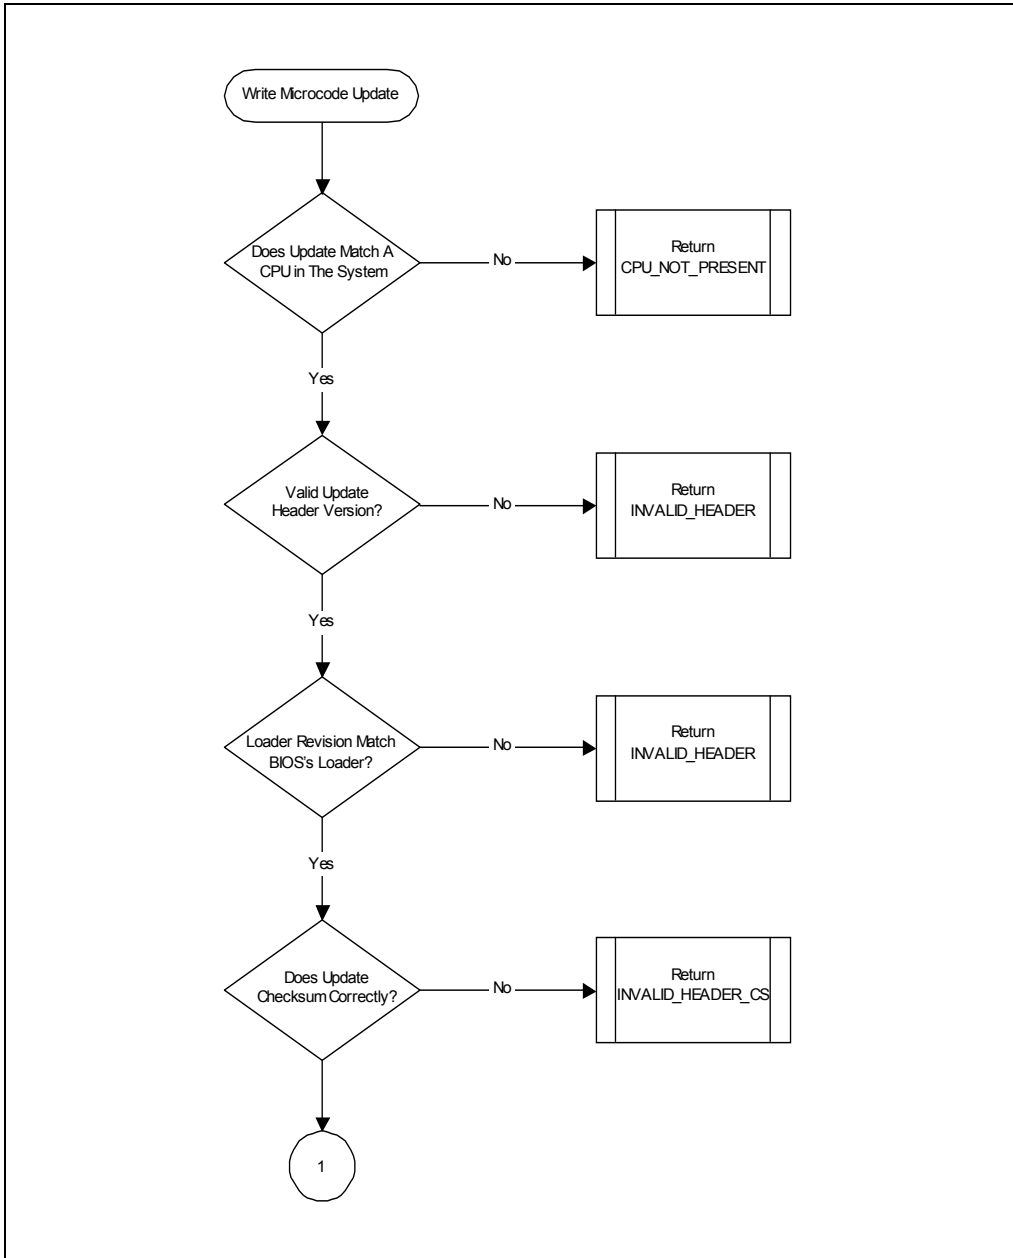 Write Microcode Update
Does Update Match A
CPU in The System
No
Return
CPU_NOT_PRESENT
Yes
Valid Update
Header Version?
No
Return
INVALID_HEADER
Yes
Loader Revision Match
BIOS's Loader?
No
Return
INVALID_HEADER
Yes
Does Update
Checksum Correctly?
No
Return
INVALID_HEADER_CS
1